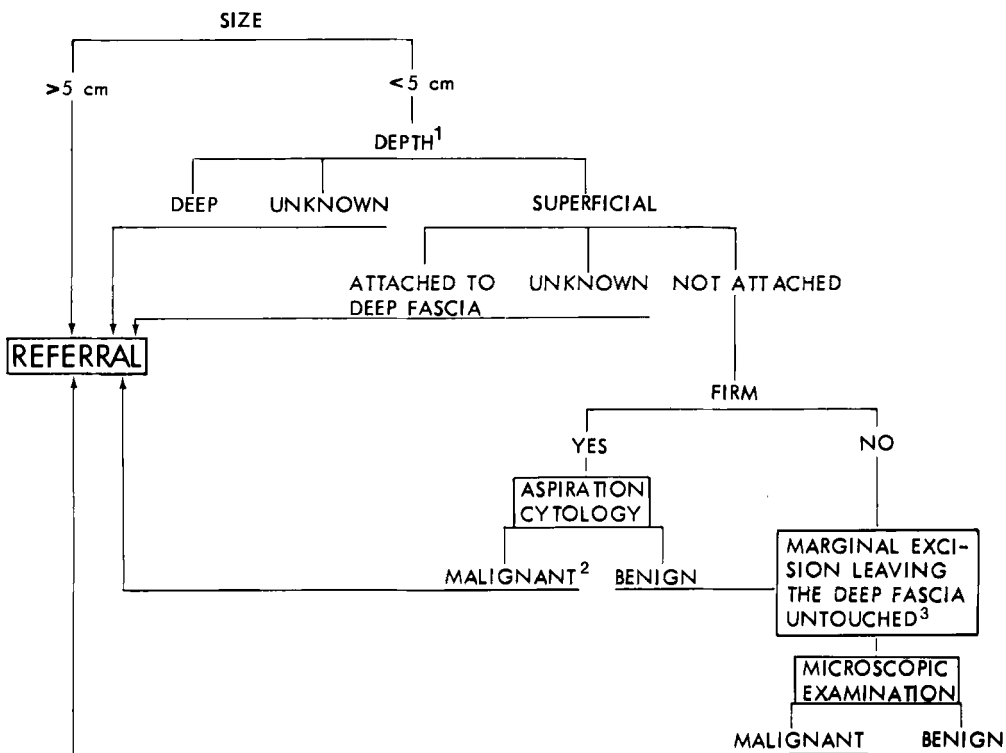 SIZE
>5 cm
<5 cm
DEPTH¹
DEEP
UNKNOWN
SUPERFICIAL
ATTACHED TO
DEEP FASCIA
UNKNOWN
NOT ATTACHED
REFERRAL
FIRM
YES
NO
ASPIRATION
CYTOLOGY
MALIGNANT²
BENIGN
MARGINAL EXCI-
SION LEAVING
THE DEEP FASCIA
UNTOUCHED³
MICROSCOPIC
EXAMINATION
MALIGNANT
BENIGN